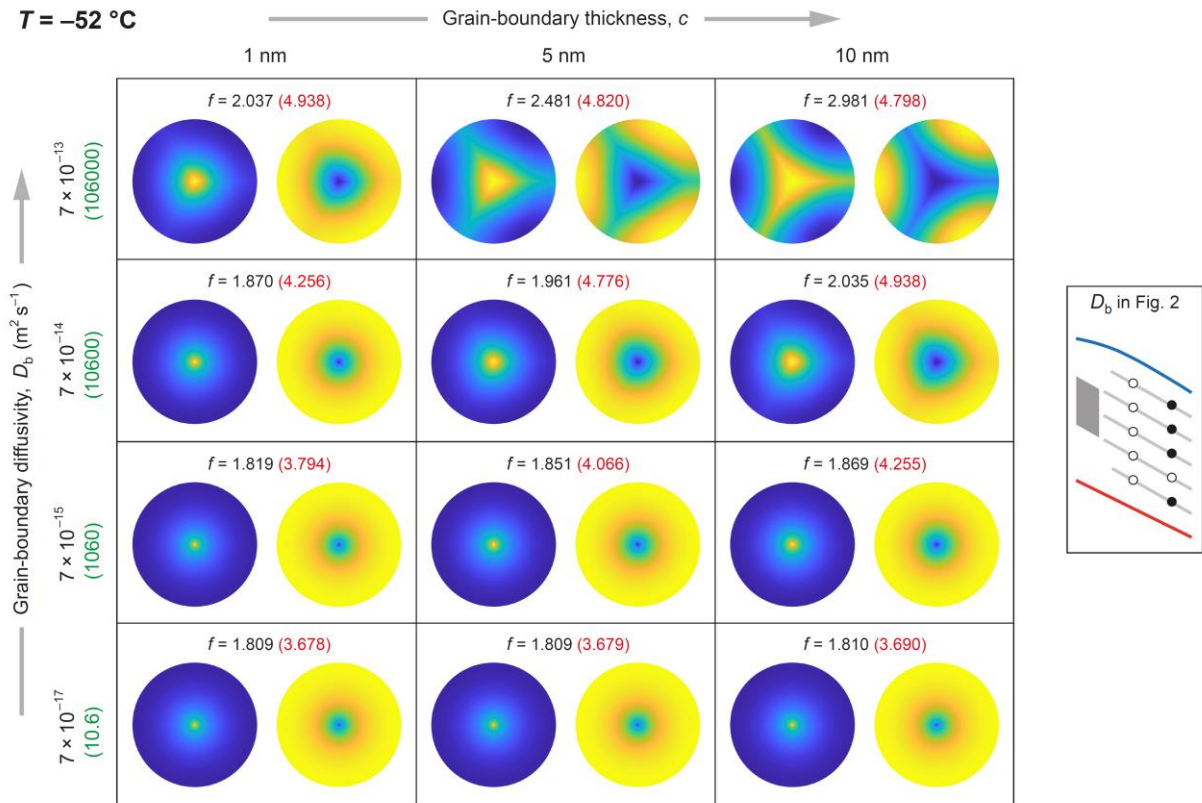 T = –52 °C
Grain-boundary thickness, c
1 nm
5 nm
10 nm
Grain-boundary diffusivity, D_b (m² s⁻¹)
7 × 10⁻¹³
(106000)
f = 2.037 (4.938)
f = 2.481 (4.820)
f = 2.981 (4.798)
7 × 10⁻¹⁴
(10600)
f = 1.870 (4.256)
f = 1.961 (4.776)
f = 2.035 (4.938)
7 × 10⁻¹⁵
(1060)
f = 1.819 (3.794)
f = 1.851 (4.066)
f = 1.869 (4.255)
7 × 10⁻¹⁷
(10.6)
f = 1.809 (3.678)
f = 1.809 (3.679)
f = 1.810 (3.690)
D_b in Fig. 2